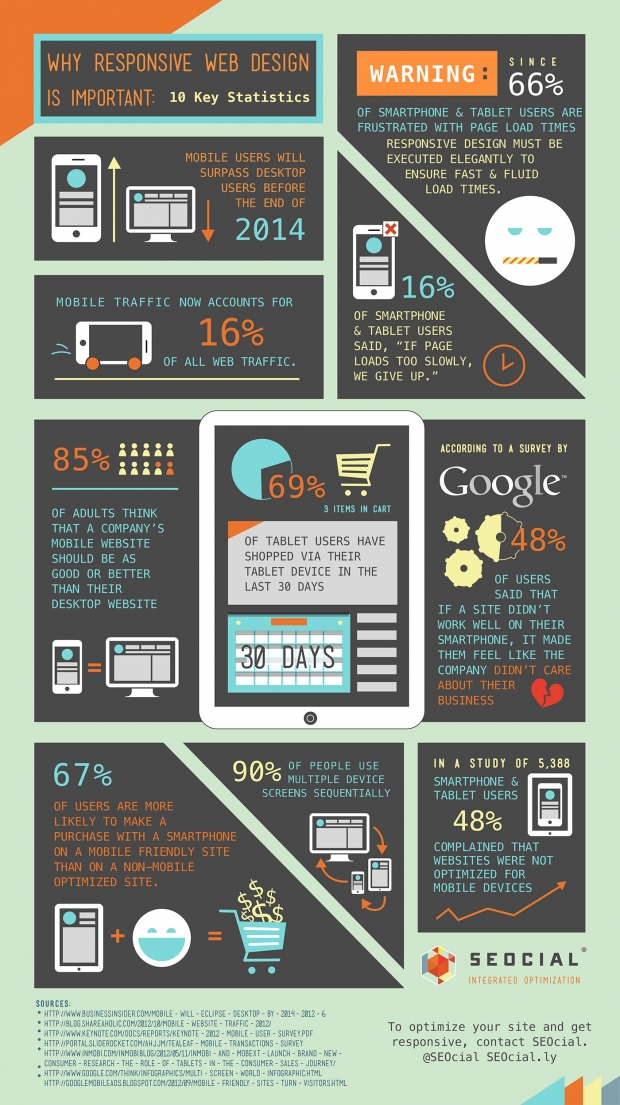 WHY RESPONSIVE WEB DESIGN
IS IMPORTANT: 10 Key Statistics
WARNING:
SINCE
66%
OF SMARTPHONE & TABLET USERS ARE
FRUSTRATED WITH PAGE LOAD TIMES
RESPONSIVE DESIGN MUST BE
EXECUTED ELEGANTLY TO
ENSURE FAST & FLUID
LOAD TIMES.
MOBILE USERS WILL
SURPASS DESKTOP
USERS BEFORE
THE END OF
2014
MOBILE TRAFFIC NOW ACCOUNTS FOR
16%
OF ALL WEB TRAFFIC.
16%
OF SMARTPHONE
& TABLET USERS
SAID, “IF PAGE
LOADS TOO SLOWLY,
WE GIVE UP.”
85%
OF ADULTS THINK
THAT A COMPANY'S
MOBILE WEBSITE
SHOULD BE AS
GOOD OR BETTER
THAN THEIR
DESKTOP WEBSITE
=
69%
3 ITEMS IN CART
OF TABLET USERS HAVE
SHOPPED VIA THEIR
TABLET DEVICE IN THE
LAST 30 DAYS
30 DAYS
ACCORDING TO A SURVEY BY
Google™
48%
OF USERS
SAID THAT
IF A SITE DIDN'T
WORK WELL ON THEIR
SMARTPHONE, IT MADE
THEM FEEL LIKE THE
COMPANY DIDN'T CARE
ABOUT THEIR
BUSINESS
67%
OF USERS ARE MORE
LIKELY TO MAKE A
PURCHASE WITH A SMARTPHONE
ON A MOBILE FRIENDLY SITE
THAN ON A NON-MOBILE
OPTIMIZED SITE.
+ =
$$$$$$
90% OF PEOPLE USE
MULTIPLE DEVICE
SCREENS SEQUENTIALLY
IN A STUDY OF 5,388
SMARTPHONE &
TABLET USERS
48%
COMPLAINED THAT
WEBSITES WERE NOT
OPTIMIZED FOR
MOBILE DEVICES
SEOCIAL®
INTEGRATED OPTIMIZATION
SOURCES:
• HTTP://WWW.BUSINESSINSIDER.COM/MOBILE - WILL - ECLIPSE - DESKTOP - BY - 2014 - 2012 - 6
• HTTP://BLOG.SHAREAHOLIC.COM/2012/10/MOBILE - WEBSITE - TRAFFIC - 2012/
• HTTP://WWW.KEYNOTE.COM/DOCS/REPORTS/KEYNOTE - 2012 - MOBILE - USER - SURVEY.PDF
• HTTP://PORTAL.SLIDEROCKET.COM/AHJJM/TEALEAF - MOBILE - TRANSACTIONS - SURVEY
• HTTP://WWW.INMOBI.COM/INMOBIBLOG/2012/05/11/INMOBI - AND - MOBEXT - LAUNCH - BRAND - NEW -
CONSUMER - RESEARCH - THE - ROLE - OF - TABLETS - IN - THE - CONSUMER - SALES - JOURNEY/
• HTTP://WWW.GOOGLE.COM/THINK/INFOGRAPHICS/MULTI - SCREEN - WORLD - INFOGRAPHIC.HTML
• HTTP://GOOGLEMOBILEADS.BLOGSPOT.COM/2012/09/MOBILE - FRIENDLY - SITES - TURN - VISITORS.HTML
To optimize your site and get
responsive, contact SEOcial.
@SEOcial SEOcial.ly